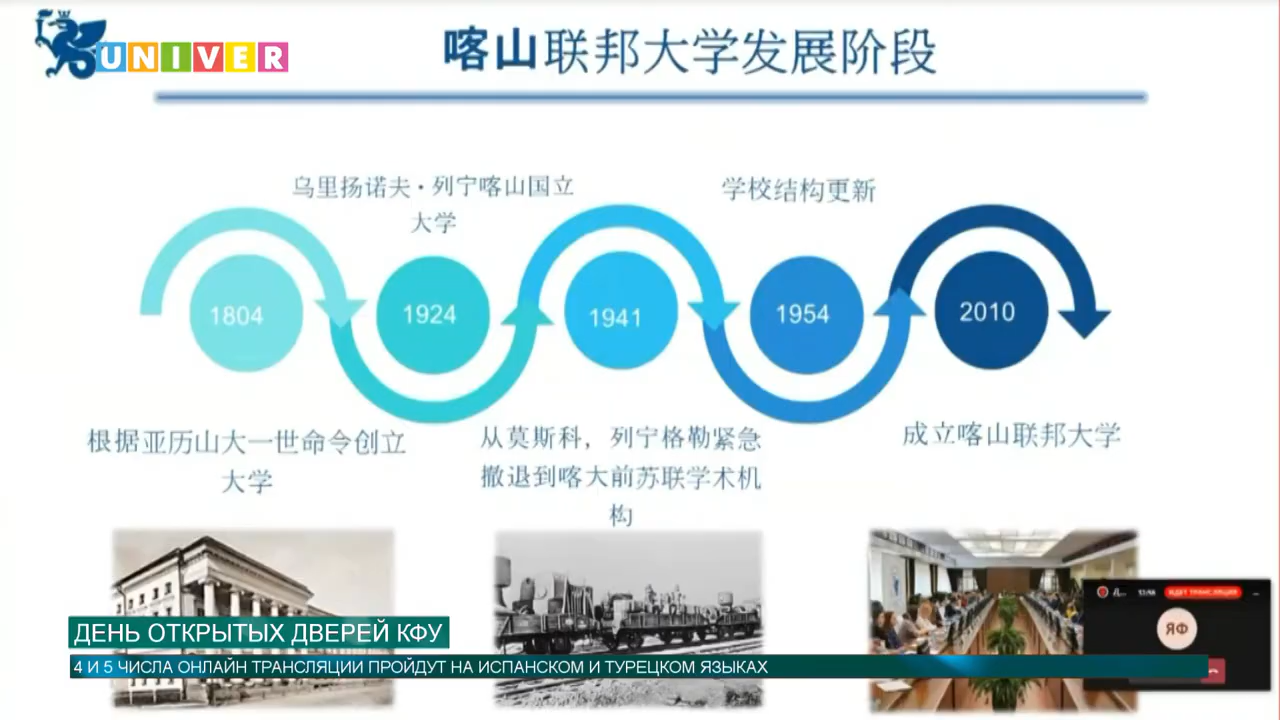 UNIVER
喀山联邦大学发展阶段
乌里扬诺夫·列宁喀山国立
大学
学校结构更新
1804
1924
1941
1954
2010
根据亚历山大一世命令创立
大学
从莫斯科，列宁格勒紧急
撤退到喀大前苏联学术机
构
成立喀山联邦大学
ИДЕТ ТРАНСЛЯЦИЯ
ЯФ
ДЕНЬ ОТКРЫТЫХ ДВЕРЕЙ КФУ
4 И 5 ЧИСЛА ОНЛАЙН ТРАНСЛЯЦИИ ПРОЙДУТ НА ИСПАНСКОМ И ТУРЕЦКОМ ЯЗЫКАХ